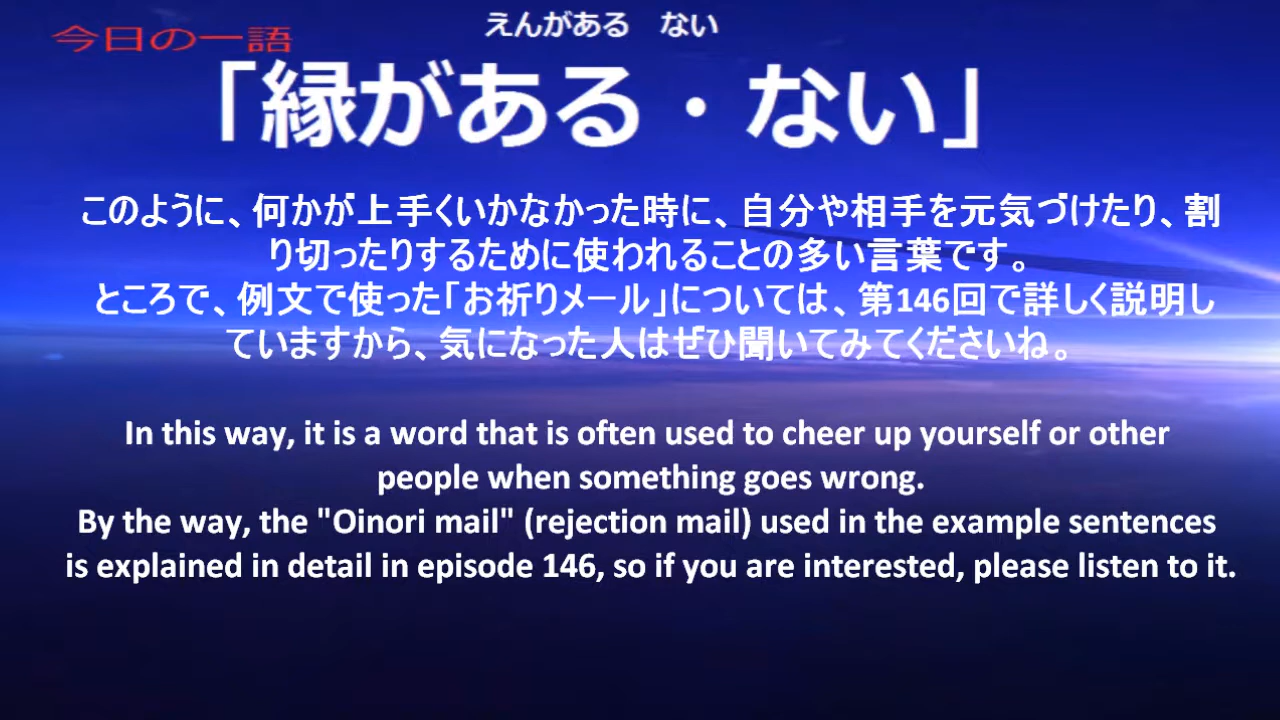 えんがある　ない
今日の一語
「縁がある・ない」
このように、何かが上手くいかなかった時に、自分や相手を元気づけたり、割
り切ったりするために使われることの多い言葉です。
ところで、例文で使った「お祈りメール」については、第146回で詳しく説明し
ていますから、気になった人はぜひ聞いてみてくださいね。
In this way, it is a word that is often used to cheer up yourself or other
people when something goes wrong.
By the way, the "Oinori mail" (rejection mail) used in the example sentences
is explained in detail in episode 146, so if you are interested, please listen to it.